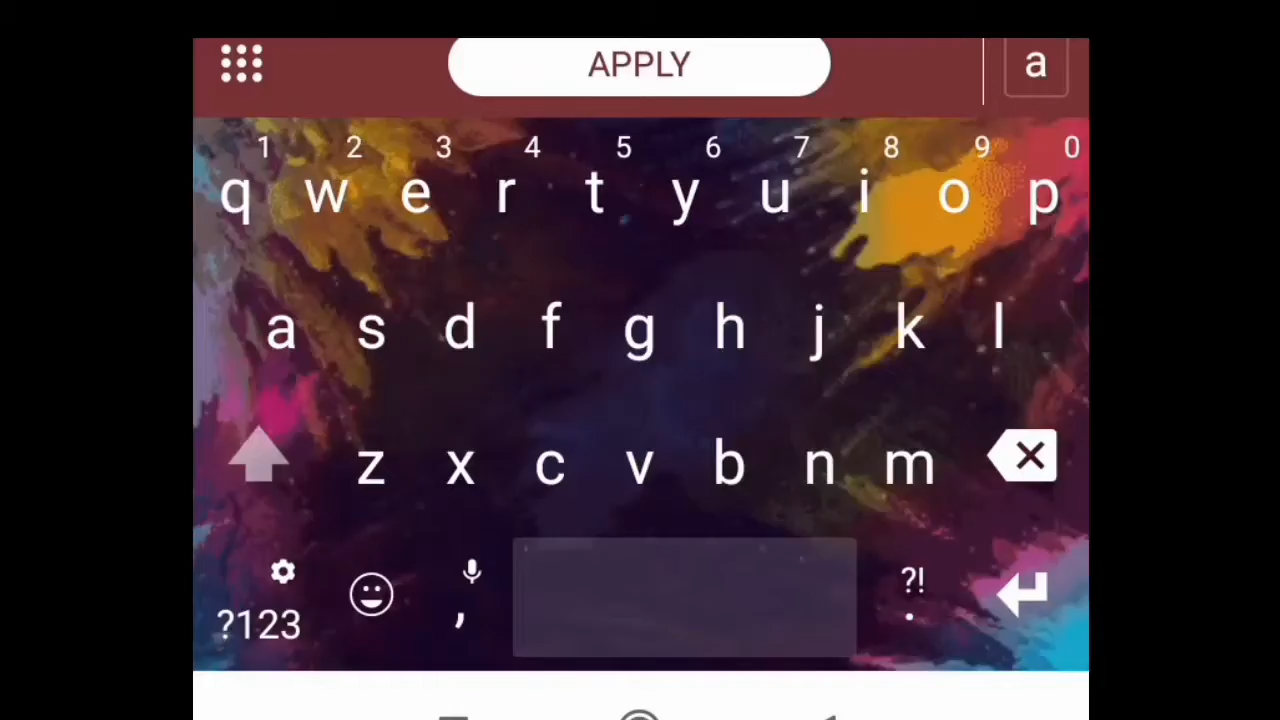 APPLY a
1 2 3 4 5 6 7 8 9 0
q w e r t y u i o p
a s d f g h j k l
z x c v b n m
?!
?123 , .